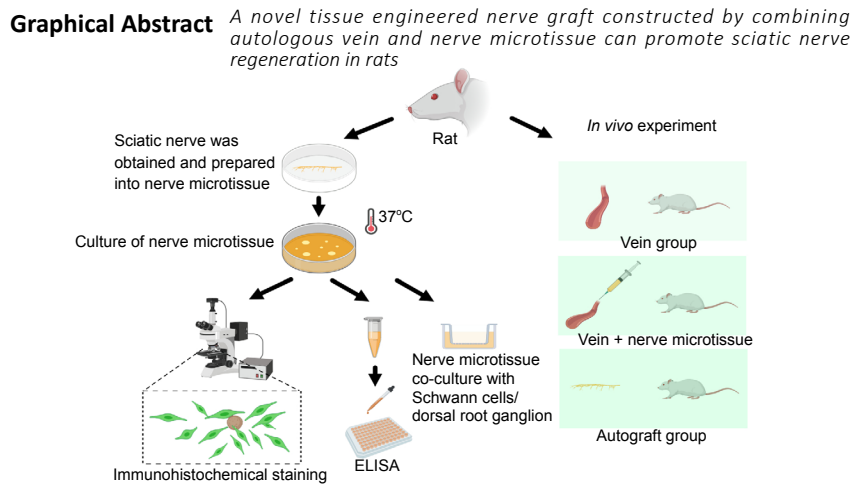 Graphical Abstract
A novel tissue engineered nerve graft constructed by combining
autologous vein and nerve microtissue can promote sciatic nerve
regeneration in rats
Rat
Sciatic nerve was
obtained and prepared
into nerve microtissue
37°C
Culture of nerve microtissue
Immunohistochemical staining
ELISA
Nerve microtissue
co-culture with
Schwann cells/
dorsal root ganglion
In vivo experiment
Vein group
Vein + nerve microtissue
Autograft group